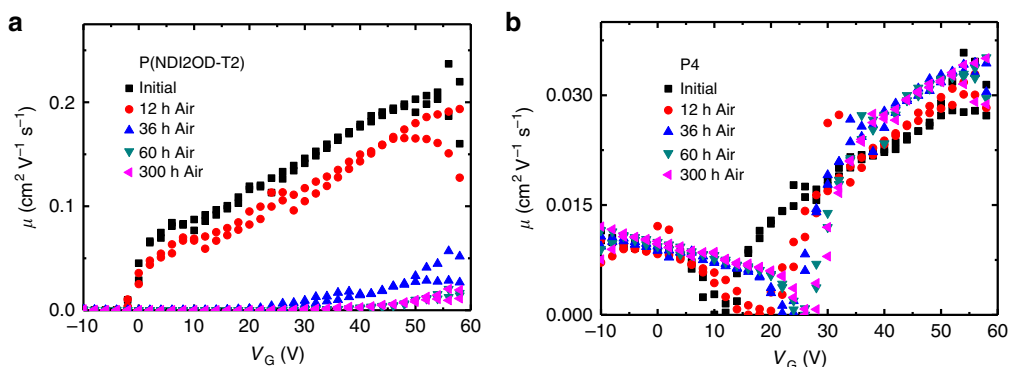 a
P(NDI2OD-T2)
Initial
12 h Air
36 h Air
60 h Air
300 h Air
0.2
0.1
0.0
μ (cm² V⁻¹ s⁻¹)
−10 0 10 20 30 40 50 60
V_G (V)
b
P4
Initial
12 h Air
36 h Air
60 h Air
300 h Air
0.030
0.015
0.000
μ (cm² V⁻¹ s⁻¹)
−10 0 10 20 30 40 50 60
V_G (V)